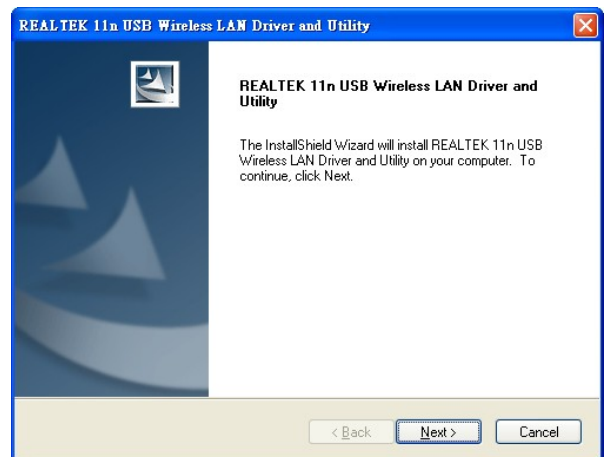 REALTEK 11n USB Wireless LAN Driver and Utility
REALTEK 11n USB Wireless LAN Driver and
Utility
The InstallShield Wizard will install REALTEK 11n USB
Wireless LAN Driver and Utility on your computer. To
continue, click Next.
< Back
Next >
Cancel